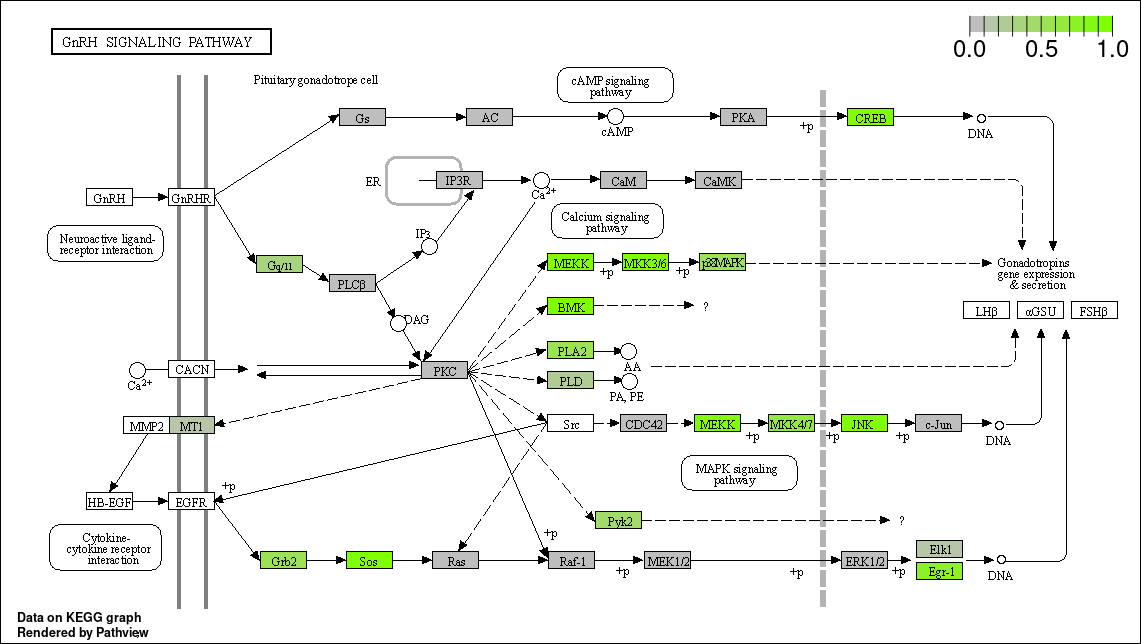 GnRH SIGNALING PATHWAY
0.0 0.5 1.0
Pituitary gonadotrope cell
cAMP signaling
pathway
Gs
AC
cAMP
PKA
+p
CREB
DNA
ER
IP3R
Ca2+
CaM
CaMK
GnRH
GnRHR
Neuroactive ligand-
receptor interaction
Calcium signaling
pathway
IP3
Gq/11
PLCβ
DAG
MEKK
+p
MKK3/6
+p
p38MAPK
Gonadotropins
gene expression
& secretion
BMK
?
LHβ
αGSU
FSHβ
PLA2
AA
Ca2+
CACN
PKC
PLD
PA, PE
MMP2
MT1
Src
CDC42
MEKK
+p
MKK4/7
+p
JNK
+p
c-Jun
DNA
MAPK signaling
pathway
HB-EGF
EGFR
+p
Pyk2
?
Cytokine-
cytokine receptor
interaction
Grb2
Sos
Ras
+p
Raf-1
+p
MEK1/2
+p
ERK1/2
+p
Elk1
Egr-1
DNA
Data on KEGG graph
Rendered by Pathview